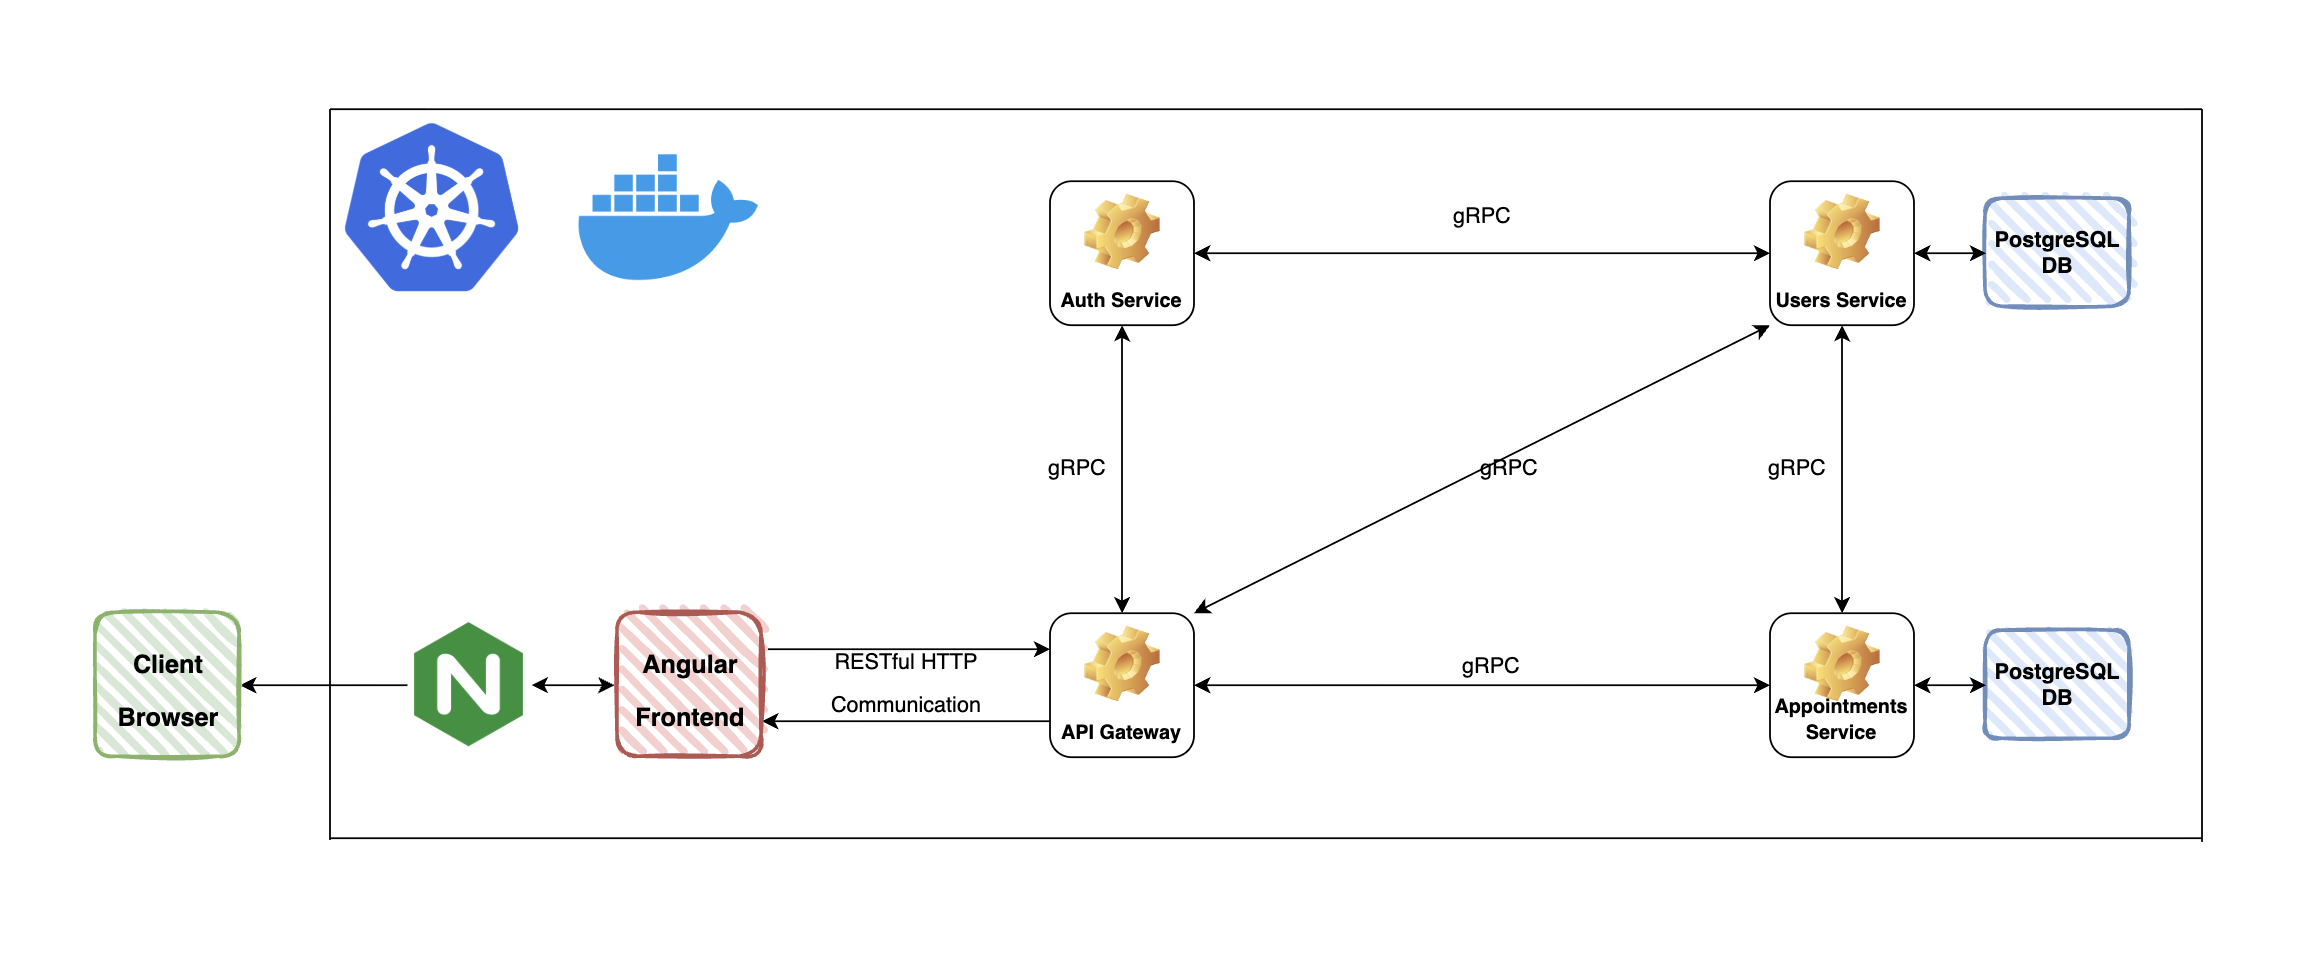 gRPC
Auth Service
Users Service
PostgreSQL
DB
gRPC
gRPC
gRPC
Client
Browser
N
Angular
Frontend
RESTful HTTP
Communication
API Gateway
gRPC
Appointments
Service
PostgreSQL
DB